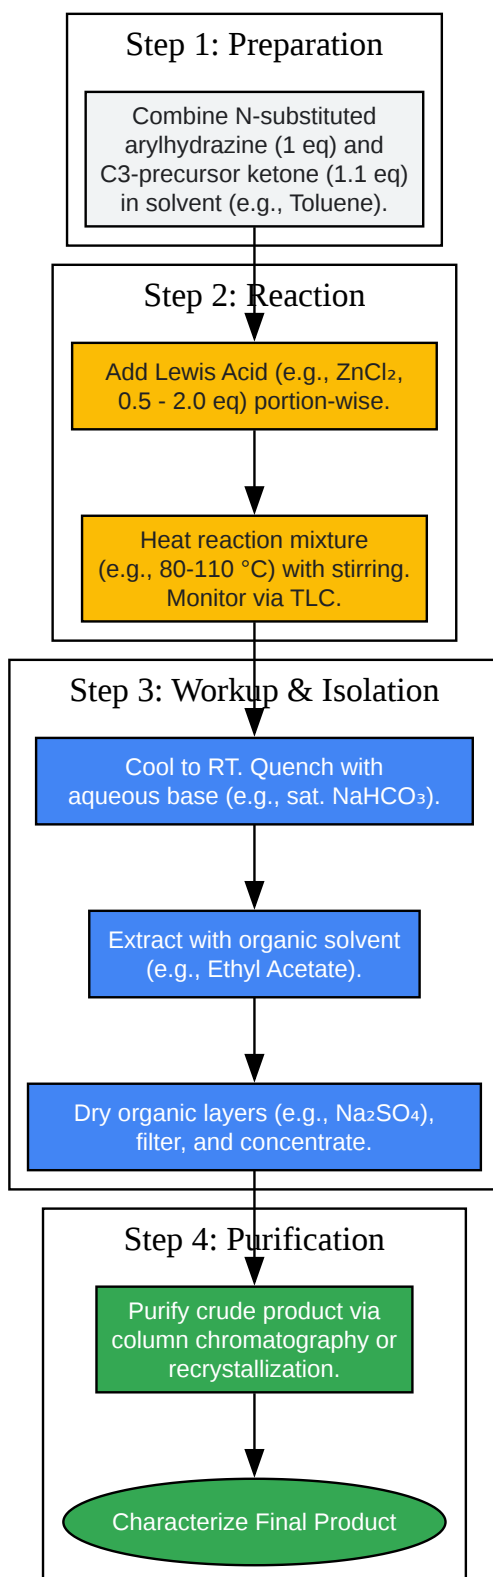 Step 1: Preparation
Combine N-substituted
arylhydrazine (1 eq) and
C3-precursor ketone (1.1 eq)
in solvent (e.g., Toluene).
Step 2: Reaction
Add Lewis Acid (e.g., ZnCl₂,
0.5 - 2.0 eq) portion-wise.
Heat reaction mixture
(e.g., 80-110 °C) with stirring.
Monitor via TLC.
Step 3: Workup & Isolation
Cool to RT. Quench with
aqueous base (e.g., sat. NaHCO₃).
Extract with organic solvent
(e.g., Ethyl Acetate).
Dry organic layers (e.g., Na₂SO₄),
filter, and concentrate.
Step 4: Purification
Purify crude product via
column chromatography or
recrystallization.
Characterize Final Product